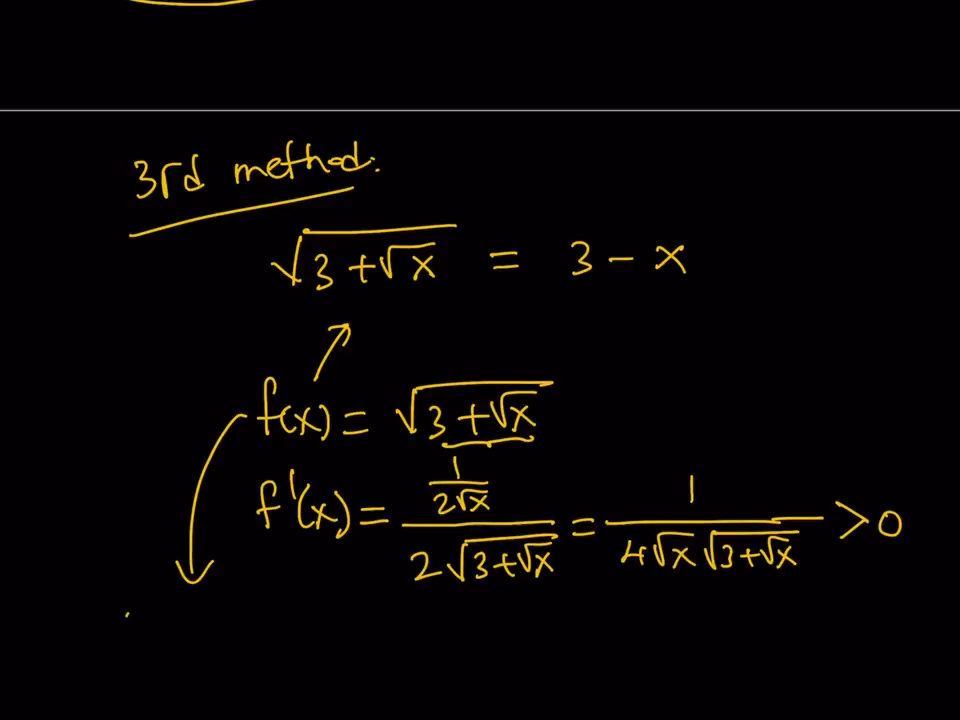 3rd method:
√(3+√x) = 3 - x
f(x) = √(3+√x)
f'(x) = (1/(2√x))/(2√(3+√x)) = 1/(4√x√(3+√x)) > 0